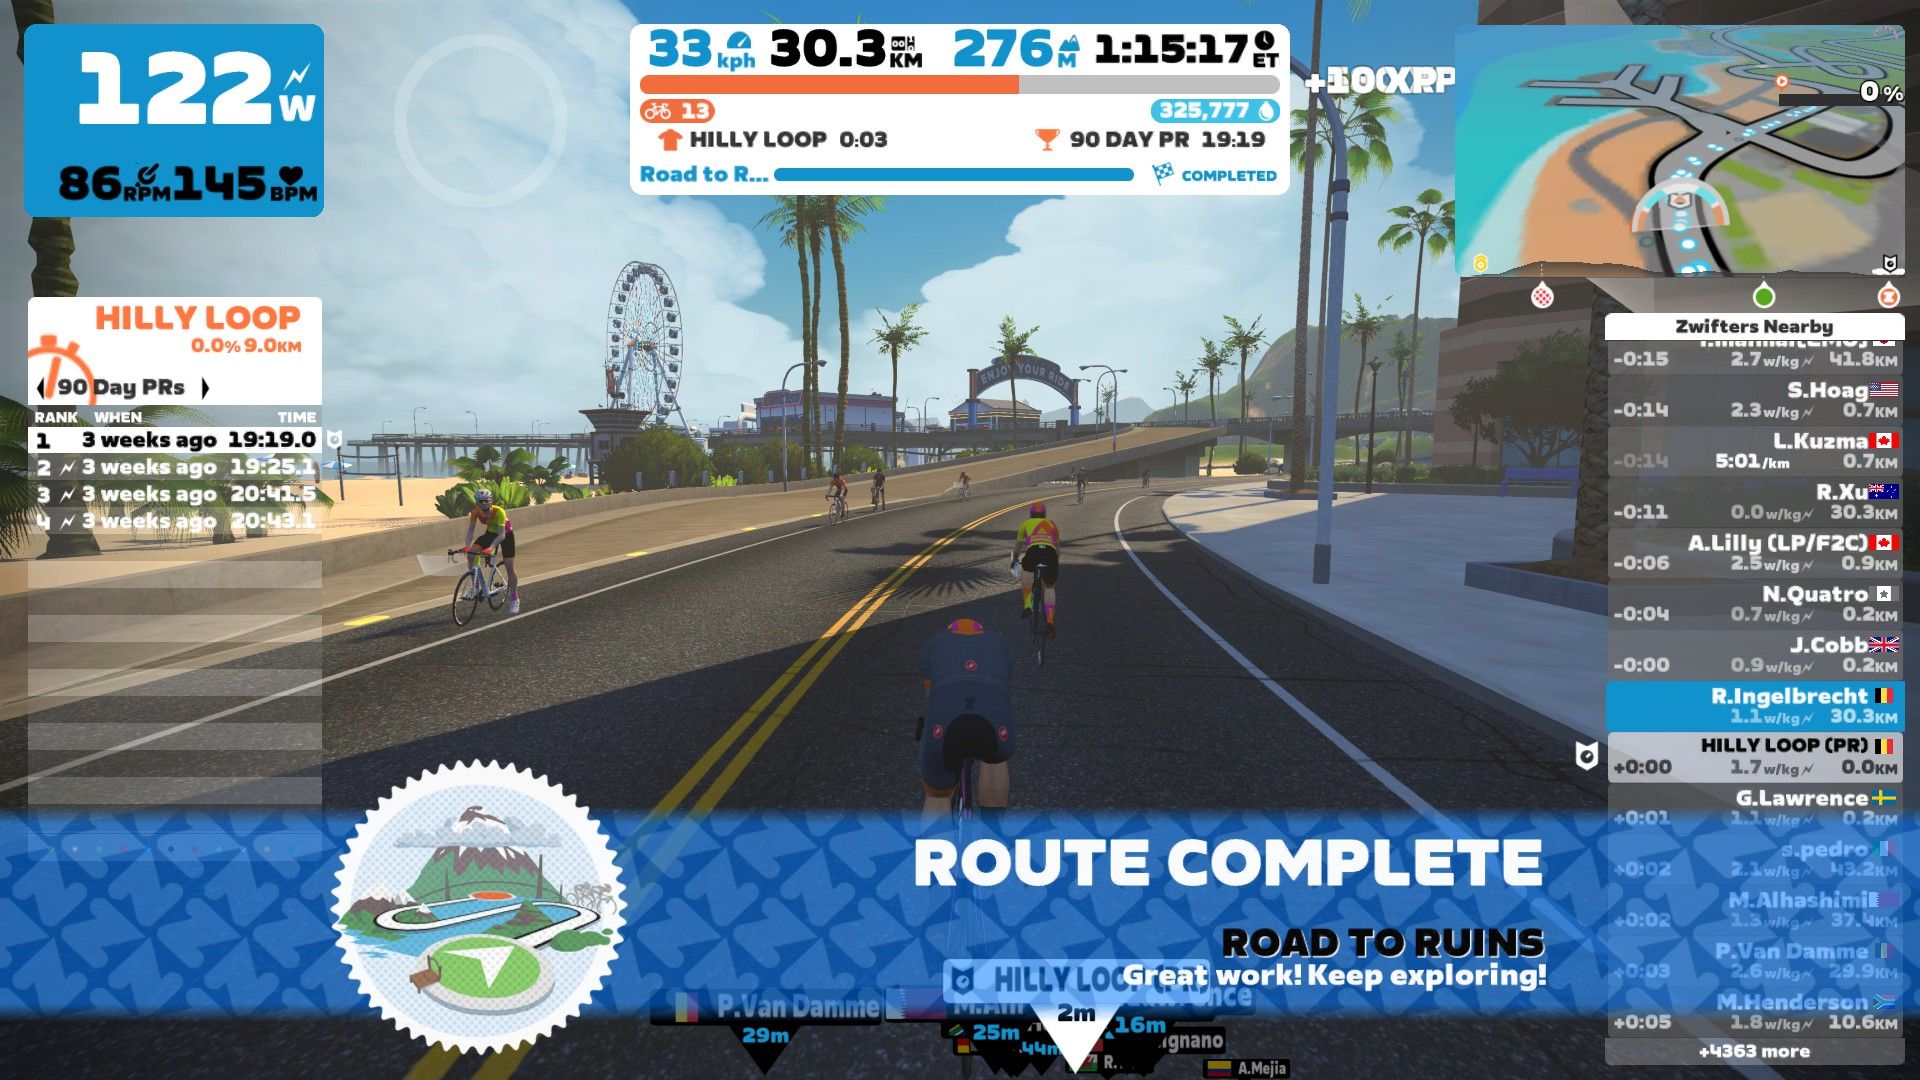 122 W
86 RPM 145 BPM
33 kph 30.3 KM 276 M 1:15:17 ET
13
325,777
HILLY LOOP 0:03
90 DAY PR 19:19
Road to R...
COMPLETED
0%
HILLY LOOP
0.0% 9.0KM
90 Day PRs
RANK WHEN TIME
1 3 weeks ago 19:19.0
2 3 weeks ago 19:25.1
3 3 weeks ago 20:41.5
4 3 weeks ago 20:43.1
ENJOY YOUR RIDE
Zwifters Nearby
-0:15 2.7 w/kg 41.8KM
S.Hoag
-0:14 2.3 w/kg 0.7KM
L.Kuzma
-0:14 5:01/km 0.7KM
R.Xu
-0:11 0.0 w/kg 30.3KM
A.Lilly (LP/F2C)
-0:06 2.5 w/kg 0.9KM
N.Quatro
-0:04 0.7 w/kg 0.2KM
J.Cobb
-0:00 0.9 w/kg 0.2KM
R.Ingelbrecht
1.1 w/kg 30.3KM
HILLY LOOP (PR)
+0:00 1.7 w/kg 0.0KM
G.Lawrence
+0:01 1.1 w/kg 0.2KM
s.pedro
+0:02 2.1 w/kg 43.2KM
M.Alhashimi
+0:02 1.3 w/kg 37.4KM
P.Van Damme
+0:03 2.6 w/kg 29.9KM
M.Henderson
+0:05 1.8 w/kg 10.6KM
+4363 more
ROUTE COMPLETE
ROAD TO RUINS
Great work! Keep exploring!
HILLY LOOP
P.Van Damme
29m
25m
44m
2m
16m
A.Mejia